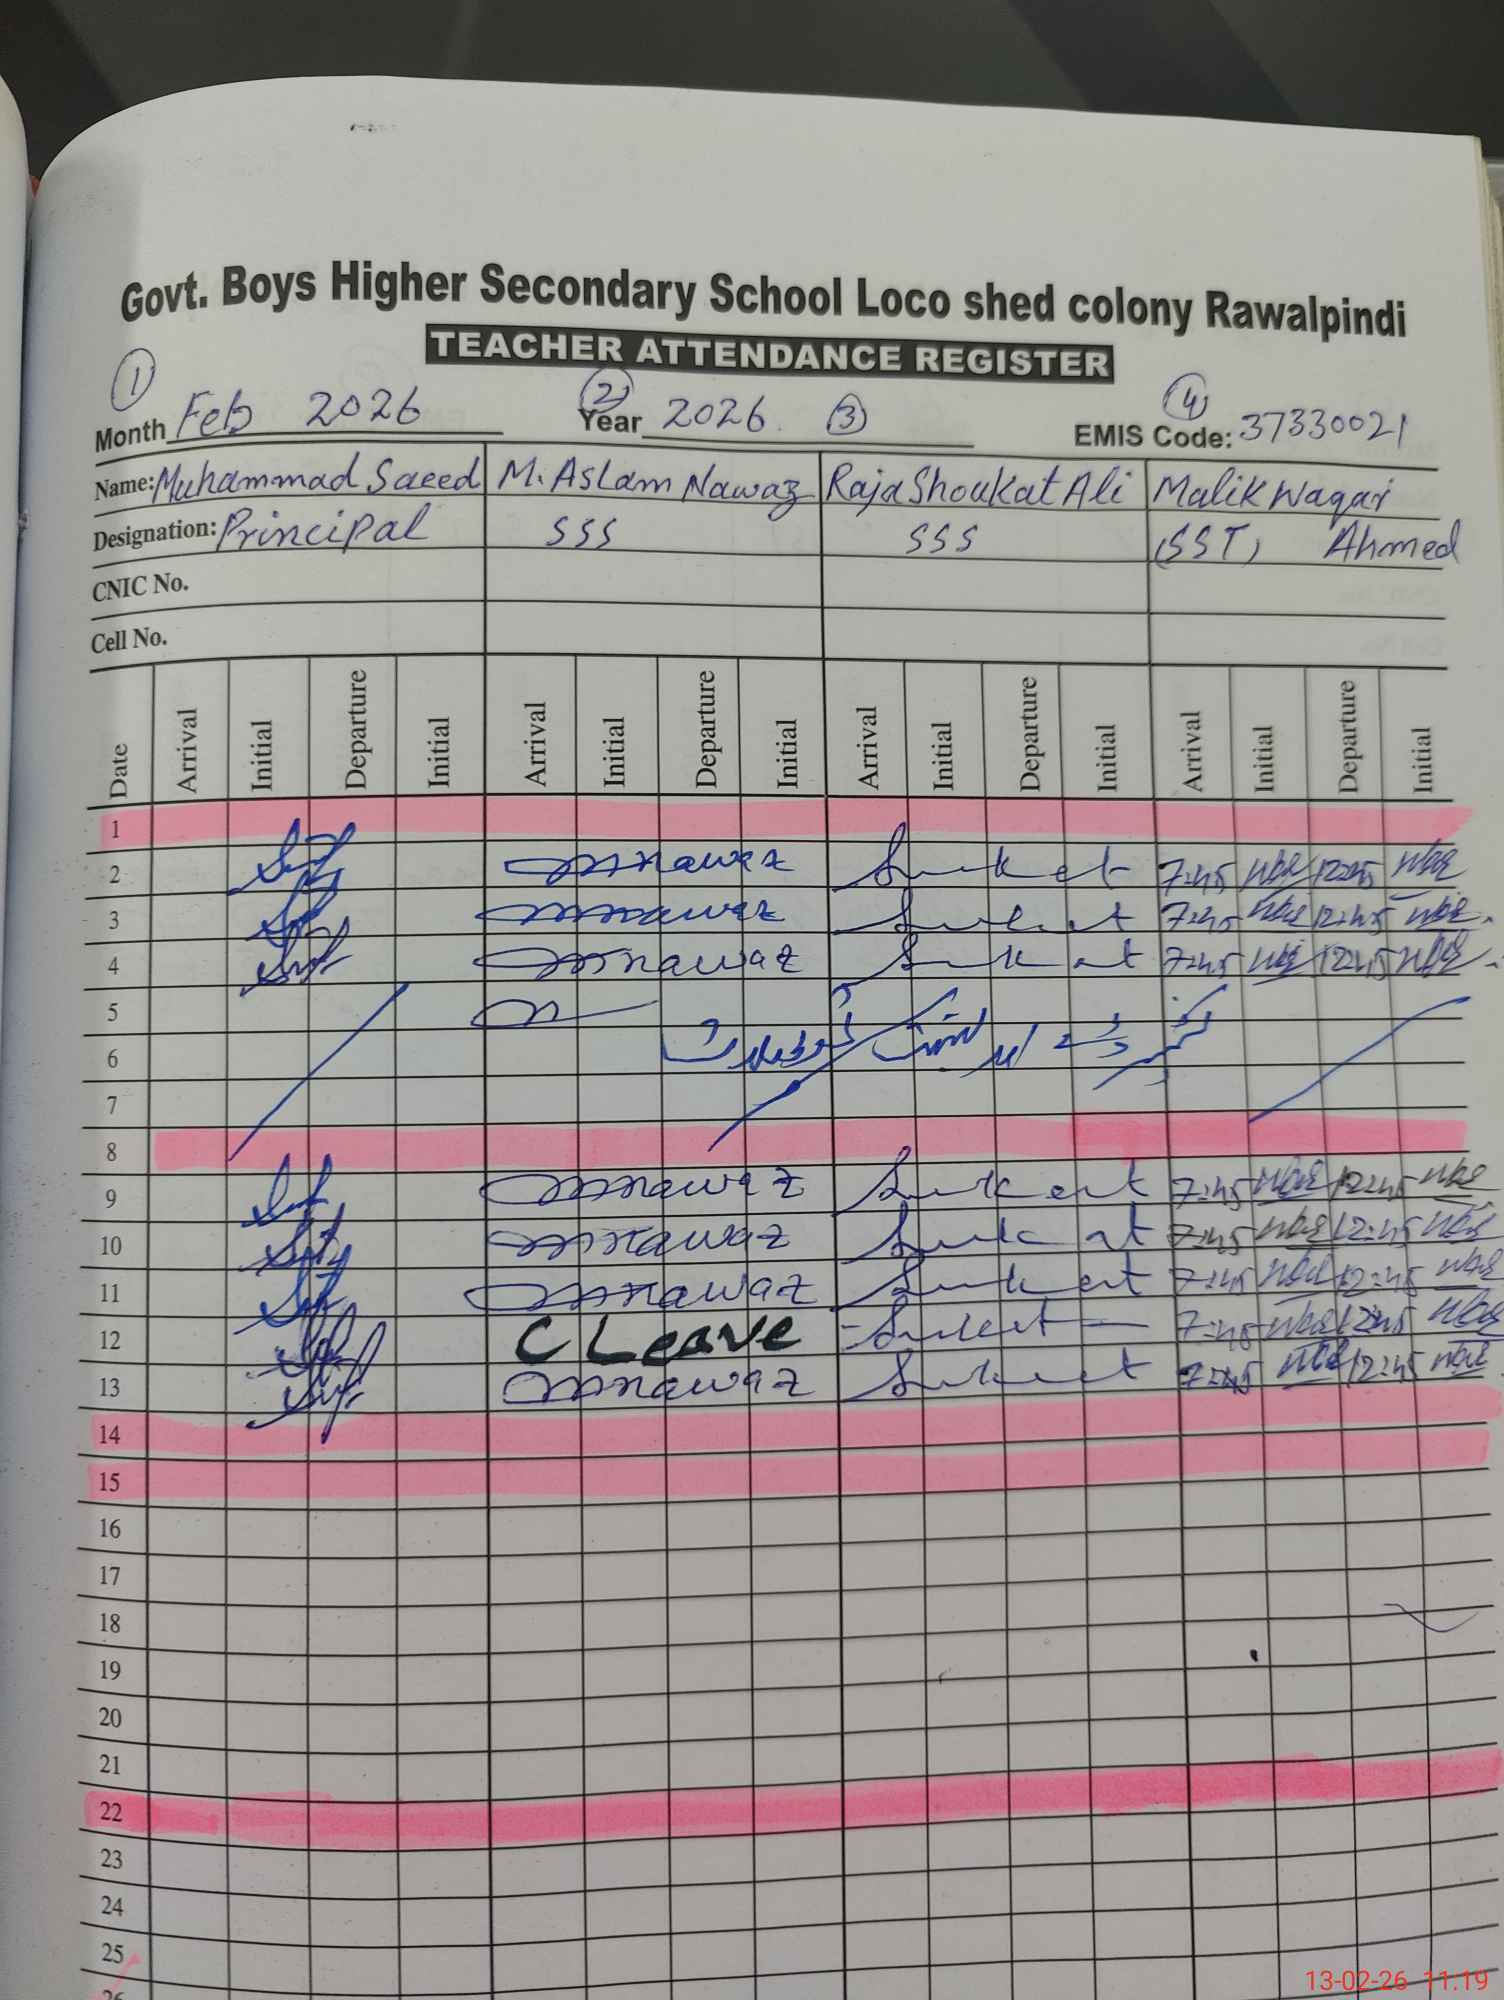 Govt. Boys Higher Secondary School Loco shed colony Rawalpindi
TEACHER ATTENDANCE REGISTER
1 2 3 4
Month Feb 2026 Year 2026 EMIS Code: 37330021
Name: Muhammad Saeed M. Aslam Nawaz Raja Shoukat Ali Malik Waqar
Designation: Principal SSS SSS (SST) Ahmed
CNIC No.
Cell No.
Date Arrival Initial Departure Initial Arrival Initial Departure Initial Arrival Initial Departure Initial Arrival Initial Departure Initial
1
2 nawaz 7:45 12:45
3 nawaz 7:45 12:45
4 nawaz 7:45 12:45
5
6
7
8
9 nawaz 7:45 12:45
10 nawaz 7:45 12:45
11 nawaz 7:45 12:45
12 C Leave 7:45 12:45
13 nawaz 7:45 12:45
14
15
16
17
18
19
20
21
22
23
24
25
26
13-02-26 11:19